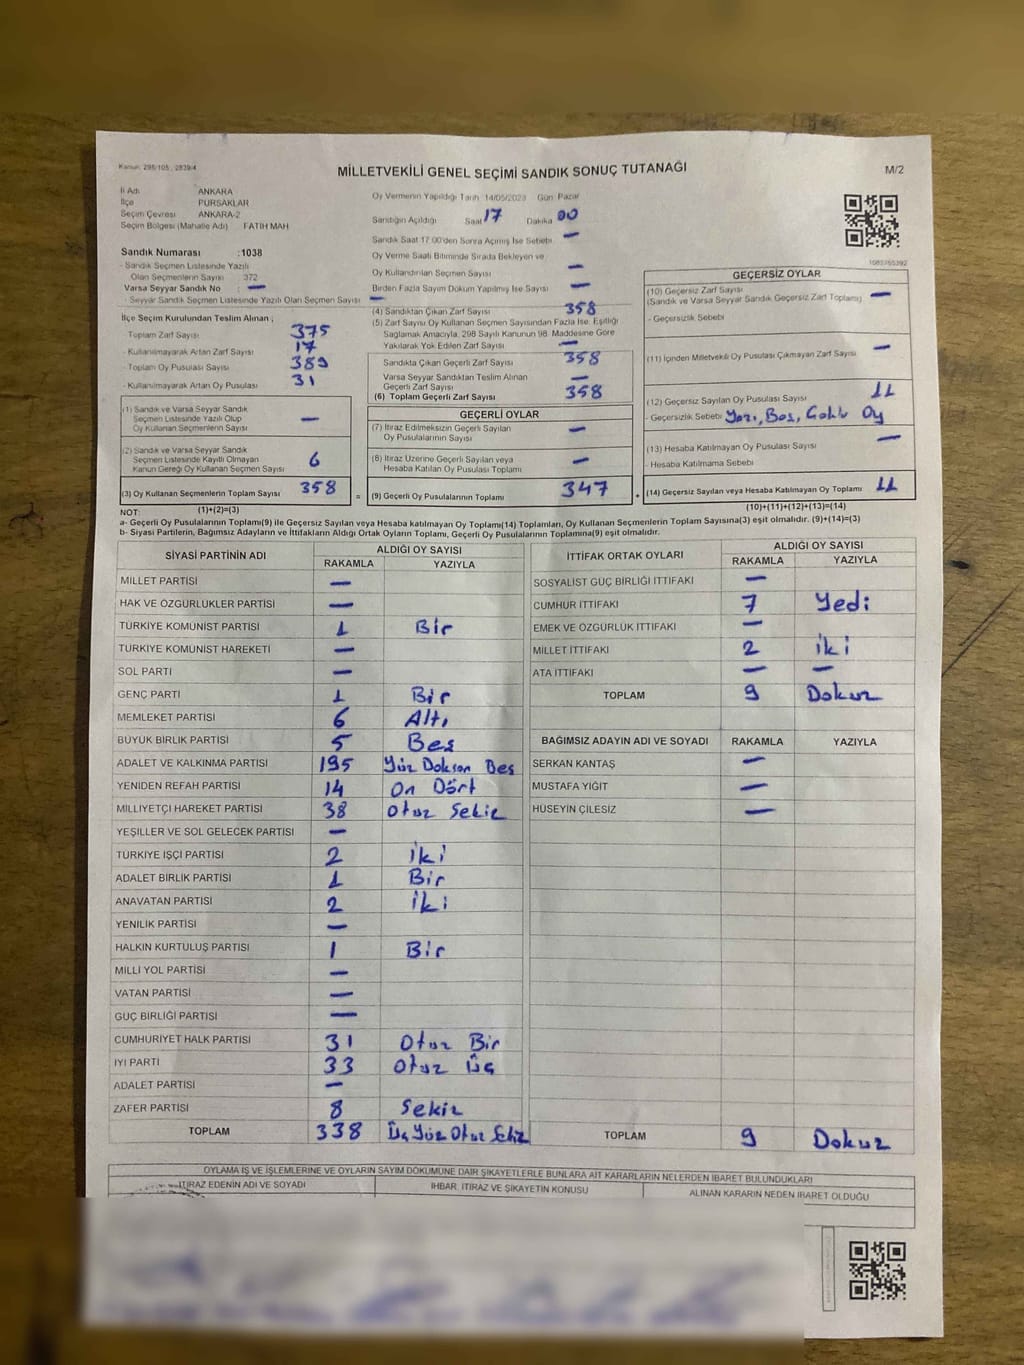 Kanun: 298/105, 2839/4
MİLLETVEKİLİ GENEL SEÇİMİ SANDIK SONUÇ TUTANAĞI
M/2
İl Adı ANKARA
İlçe PURSAKLAR
Seçim Çevresi ANKARA-2
Seçim Bölgesi (Mahalle Adı) FATİH MAH
Sandık Numarası :1038
- Sandık Seçmen Listesinde Yazılı
Olan Seçmenlerin Sayısı 372
Varsa Seyyar Sandık No : —
- Seyyar Sandık Seçmen Listesinde Yazılı Olan Seçmen Sayısı —
İlçe Seçim Kurulundan Teslim Alınan ;
Toplam Zarf Sayısı 375
- Kullanılmayarak Artan Zarf Sayısı 17
- Toplam Oy Pusulası Sayısı 389
- Kullanılmayarak Artan Oy Pusulası 31
(1) Sandık ve Varsa Seyyar Sandık
Seçmen Listesinde Yazılı Olup
Oy Kullanan Seçmenlerin Sayısı —
(2) Sandık ve Varsa Seyyar Sandık
Seçmen Listesinde Kayıtlı Olmayan
Kanun Gereği Oy Kullanan Seçmen Sayısı 6
(3) Oy Kullanan Seçmenlerin Toplam Sayısı 358
(1)+(2)=(3)
Oy Vermenin Yapıldığı Tarih 14/05/2023 Gün Pazar
Sandığın Açıldığı Saat 17 Dakika 00
Sandık Saat 17:00'den Sonra Açılmış İse Sebebi —
Oy Verme Saati Bitiminde Sırada Bekleyen ve
Oy Kullandırılan Seçmen Sayısı —
Birden Fazla Sayım Döküm Yapılmış İse Sayısı —
(4) Sandıktan Çıkan Zarf Sayısı 358
(5) Zarf Sayısı Oy Kullanan Seçmen Sayısından Fazla İse, Eşitliği
Sağlamak Amacıyla, 298 Sayılı Kanunun 98. Maddesine Göre
Yakılarak Yok Edilen Zarf Sayısı —
Sandıkta Çıkan Geçerli Zarf Sayısı 358
Varsa Seyyar Sandıktan Teslim Alınan
Geçerli Zarf Sayısı —
(6) Toplam Geçerli Zarf Sayısı 358
GEÇERLİ OYLAR
(7) İtiraz Edilmeksizin Geçerli Sayılan
Oy Pusulalarının Sayısı —
(8) İtiraz Üzerine Geçerli Sayılan veya
Hesaba Katılan Oy Pusulası Toplamı —
= (9) Geçerli Oy Pusulalarının Toplamı 347
1083765392
GEÇERSİZ OYLAR
(10) Geçersiz Zarf Sayısı —
(Sandık ve Varsa Seyyar Sandık Geçersiz Zarf Toplamı)
- Geçersizlik Sebebi
(11) İçinden Milletvekili Oy Pusulası Çıkmayan Zarf Sayısı —
(12) Geçersiz Sayılan Oy Pusulası Sayısı 11
- Geçersizlik Sebebi Yazı, Boş, Oy
(13) Hesaba Katılmayan Oy Pusulası Sayısı —
- Hesaba Katılmama Sebebi
+ (14) Geçersiz Sayılan veya Hesaba Katılmayan Oy Toplamı 11
(10)+(11)+(12)+(13)=(14)
NOT:
a- Geçerli Oy Pusulalarının Toplamı(9) ile Geçersiz Sayılan veya Hesaba katılmayan Oy Toplamı(14) Toplamları, Oy Kullanan Seçmenlerin Toplam Sayısına(3) eşit olmalıdır. (9)+(14)=(3)
b- Siyasi Partilerin, Bağımsız Adayların ve İttifakların Aldığı Ortak Oyların Toplamı, Geçerli Oy Pusulalarının Toplamına(9) eşit olmalıdır.
SİYASİ PARTİNİN ADI ALDIĞI OY SAYISI
RAKAMLA YAZIYLA
MİLLET PARTİSİ —
HAK VE ÖZGÜRLÜKLER PARTİSİ —
TÜRKİYE KOMÜNİST PARTİSİ 1 Bir
TÜRKİYE KOMÜNİST HAREKETİ —
SOL PARTİ —
GENÇ PARTİ 1 Bir
MEMLEKET PARTİSİ 6 Altı
BÜYÜK BİRLİK PARTİSİ 5 Beş
ADALET VE KALKINMA PARTİSİ 195 Yüz Doksan Beş
YENİDEN REFAH PARTİSİ 14 On Dört
MİLLİYETÇİ HAREKET PARTİSİ 38 Otuz Sekiz
YEŞİLLER VE SOL GELECEK PARTİSİ —
TÜRKİYE İŞÇİ PARTİSİ 2 iki
ADALET BİRLİK PARTİSİ 1 Bir
ANAVATAN PARTİSİ 2 iki
YENİLİK PARTİSİ —
HALKIN KURTULUŞ PARTİSİ 1 Bir
MİLLİ YOL PARTİSİ —
VATAN PARTİSİ —
GÜÇ BİRLİĞİ PARTİSİ —
CUMHURİYET HALK PARTİSİ 31 Otuz Bir
İYİ PARTİ 33 Otuz Üç
ADALET PARTİSİ —
ZAFER PARTİSİ 8 Sekiz
TOPLAM 338 Üç Yüz Otuz Sekiz
İTTİFAK ORTAK OYLARI ALDIĞI OY SAYISI
RAKAMLA YAZIYLA
SOSYALİST GÜÇ BİRLİĞİ İTTİFAKI —
CUMHUR İTTİFAKI 7 Yedi
EMEK VE ÖZGÜRLÜK İTTİFAKI —
MİLLET İTTİFAKI 2 iki
ATA İTTİFAKI — —
TOPLAM 9 Dokuz
BAĞIMSIZ ADAYIN ADI VE SOYADI RAKAMLA YAZIYLA
SERKAN KANTAŞ —
MUSTAFA YİĞİT —
HÜSEYİN ÇİLESİZ —
TOPLAM 9 Dokuz
OYLAMA İŞ VE İŞLEMLERİNE VE OYLARIN SAYIM DÖKÜMÜNE DAİR ŞİKAYETLERLE BUNLARA AİT KARARLARIN NELERDEN İBARET BULUNDUKLARI
İTİRAZ EDENİN ADI VE SOYADI İHBAR, İTİRAZ VE ŞİKAYETİN KONUSU ALINAN KARARIN NEDEN İBARET OLDUĞU